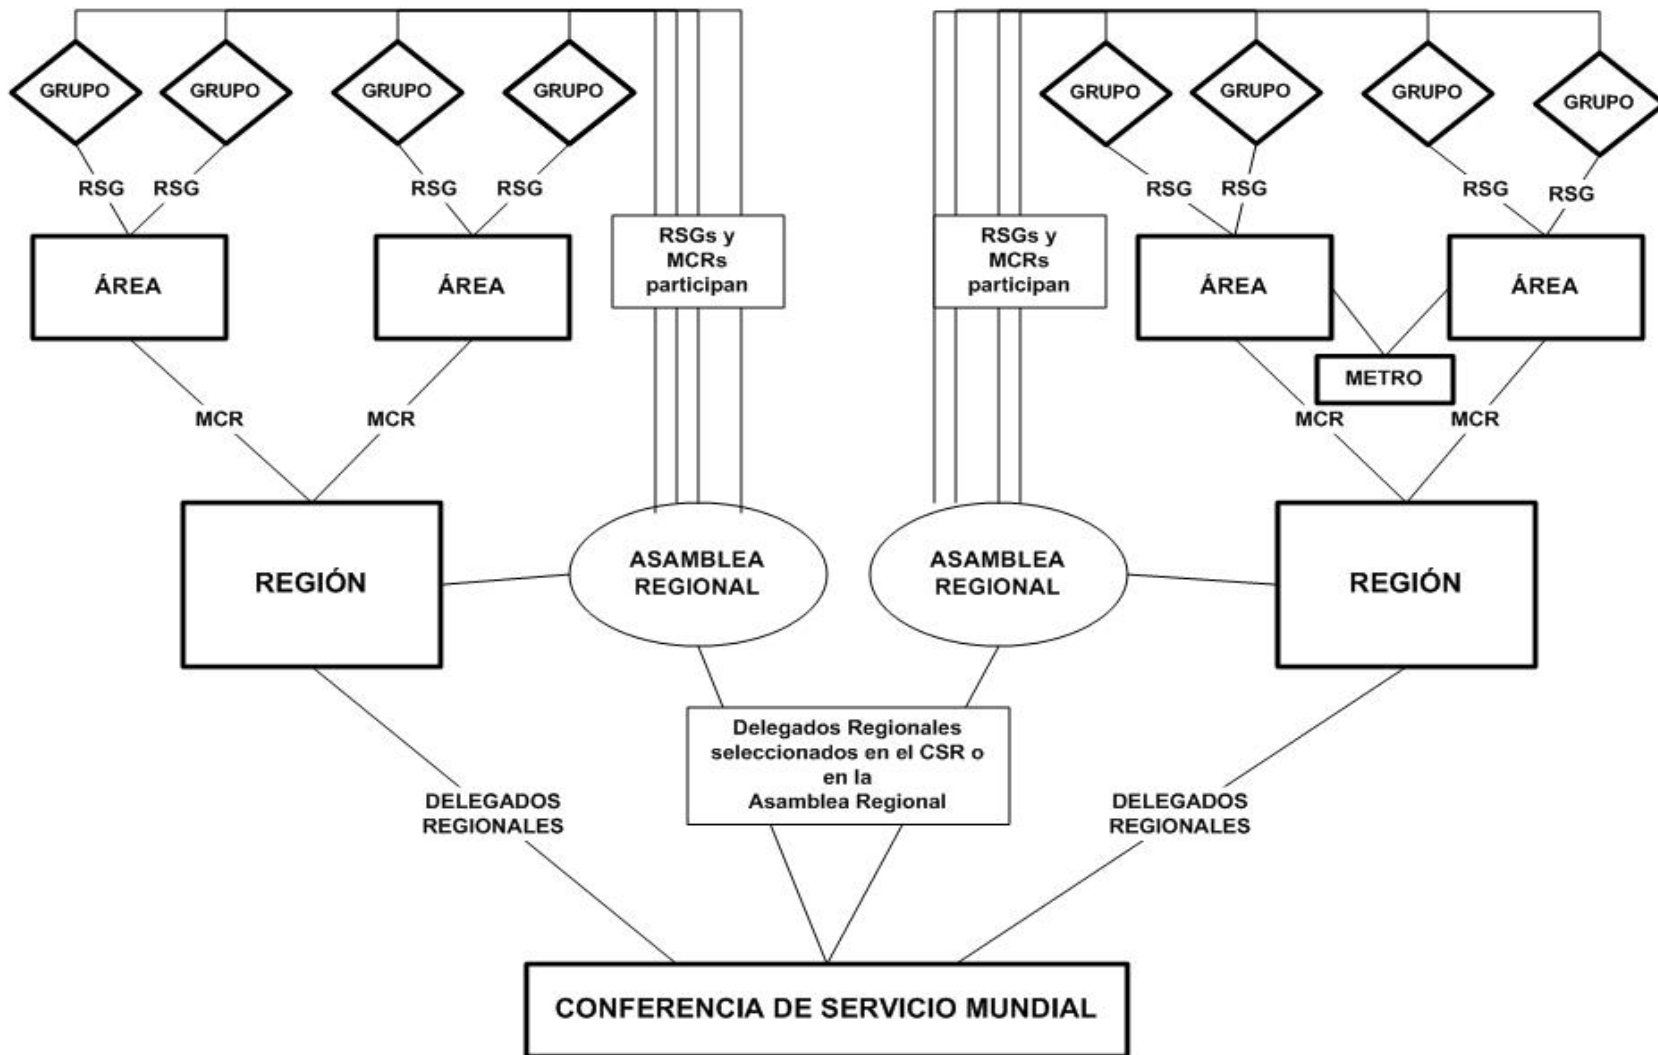 GRUPO GRUPO GRUPO GRUPO GRUPO GRUPO GRUPO GRUPO
RSG RSG RSG RSG RSG RSG RSG RSG
ÁREA ÁREA ÁREA ÁREA
RSGs y
MCRs
participan
RSGs y
MCRs
participan
METRO
MCR MCR MCR MCR
REGIÓN
ASAMBLEA
REGIONAL
ASAMBLEA
REGIONAL
REGIÓN
Delegados Regionales
seleccionados en el CSR o
en la
Asamblea Regional
DELEGADOS
REGIONALES
DELEGADOS
REGIONALES
CONFERENCIA DE SERVICIO MUNDIAL